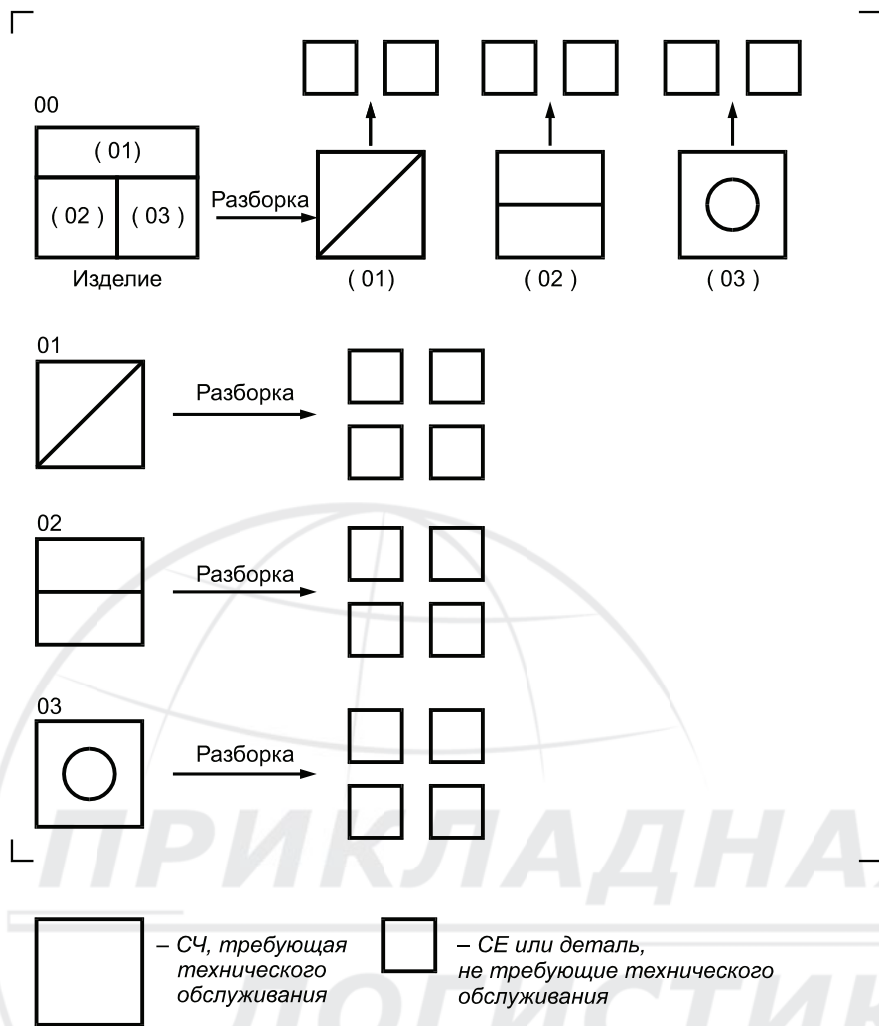 00
( 01)
( 02 ) ( 03 )
Разборка
Изделие
( 01)
( 02 )
( 03 )
01
Разборка
02
Разборка
03
Разборка
ПРИКЛАДНАЯ
ЛОГИСТИКА
– СЧ, требующая
технического
обслуживания
– СЕ или деталь,
не требующие технического
обслуживания